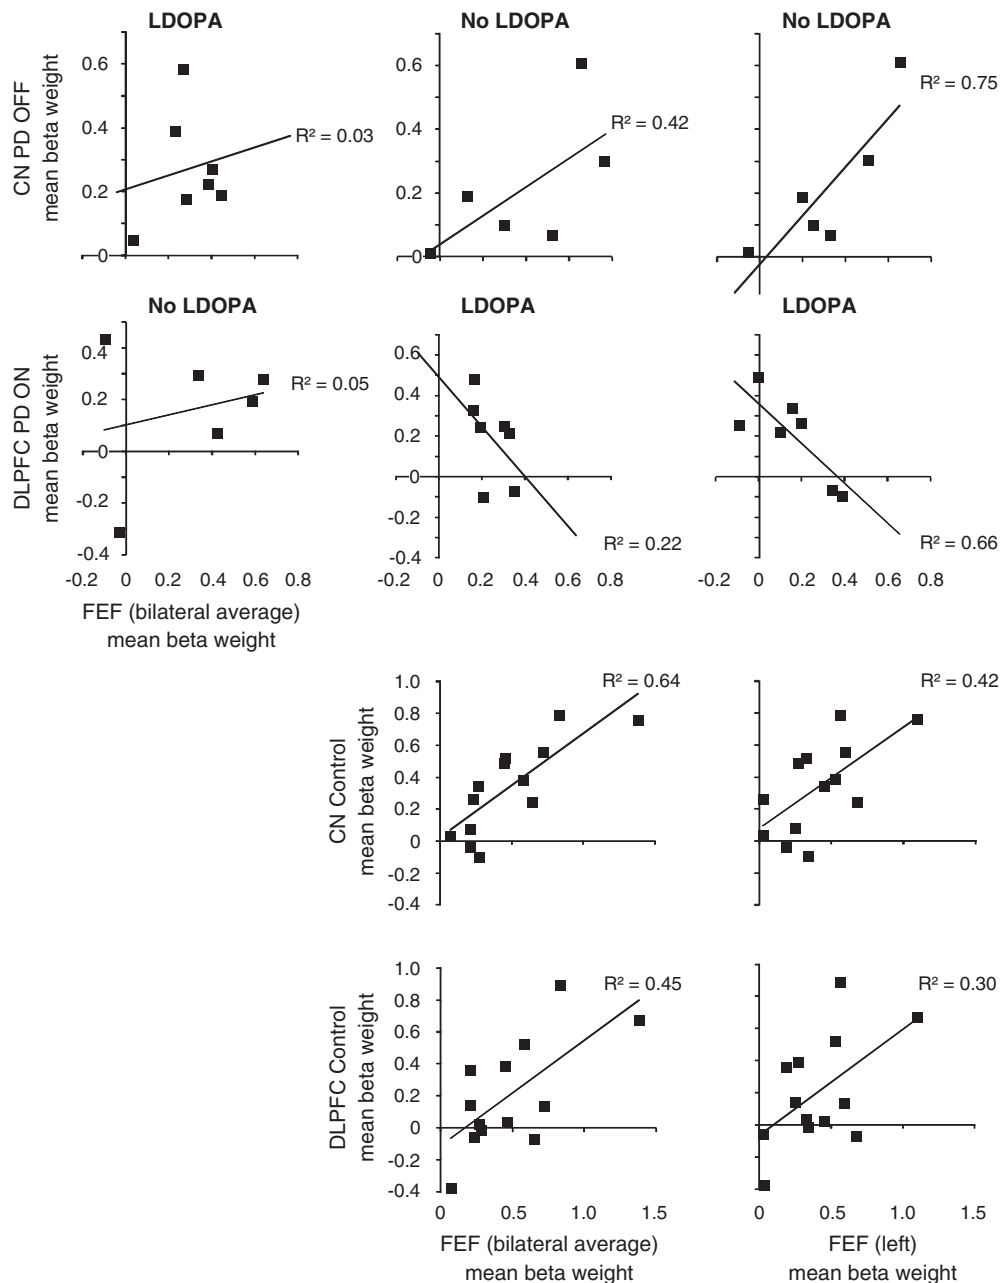 LDOPA
No LDOPA
No LDOPA
CN PD OFF
mean beta weight
0.6
0.4
0.2
0
R² = 0.03
0.6
0.4
0.2
0
R² = 0.42
R² = 0.75
No LDOPA
LDOPA
LDOPA
DLPFC PD ON
mean beta weight
0.4
0.2
0
-0.2
-0.4
R² = 0.05
0.6
0.4
0.2
0
-0.2
-0.4
R² = 0.22
R² = 0.66
-0.2 0 0.2 0.4 0.6 0.8
0 0.2 0.4 0.6 0.8
-0.2 0 0.2 0.4 0.6 0.8
FEF (bilateral average)
mean beta weight
CN Control
mean beta weight
1.0
0.8
0.6
0.4
0.2
0
-0.2
-0.4
R² = 0.64
R² = 0.42
DLPFC Control
mean beta weight
1.0
0.8
0.6
0.4
0.2
0
-0.2
-0.4
R² = 0.45
R² = 0.30
0 0.5 1.0 1.5
0 0.5 1.0 1.5
FEF (bilateral average)
mean beta weight
FEF (left)
mean beta weight